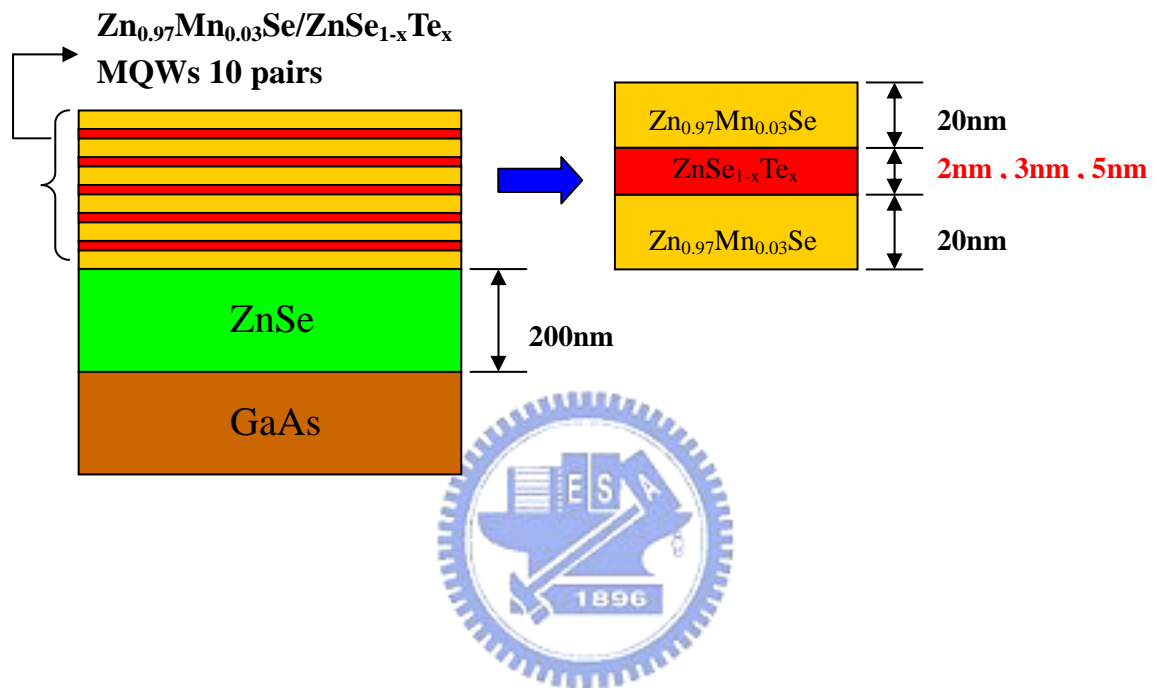 Zn0.97Mn0.03Se/ZnSe1-xTex
MQWs 10 pairs
Zn0.97Mn0.03Se
20nm
ZnSe1-xTex
2nm , 3nm , 5nm
Zn0.97Mn0.03Se
20nm
ZnSe
200nm
GaAs
E S A
1896